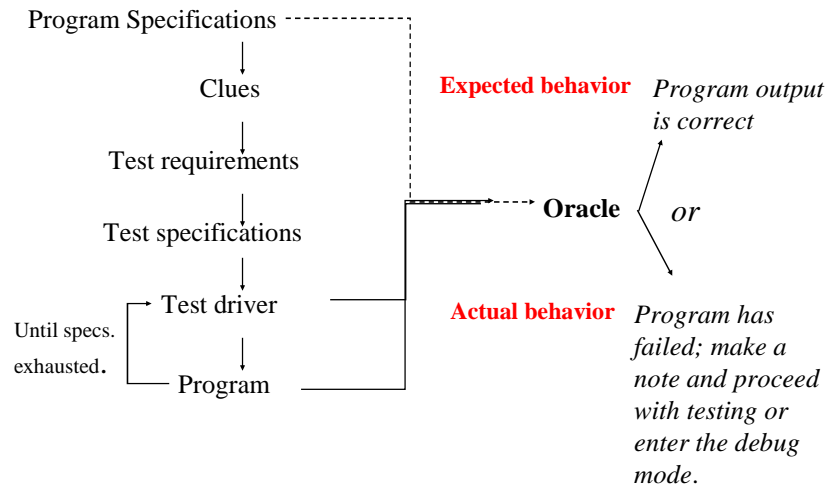 Program Specifications
Clues
Test requirements
Test specifications
Test driver
Until specs.
exhausted.
Program
Expected behavior
Program output
is correct
Oracle
or
Actual behavior
Program has
failed; make a
note and proceed
with testing or
enter the debug
mode.